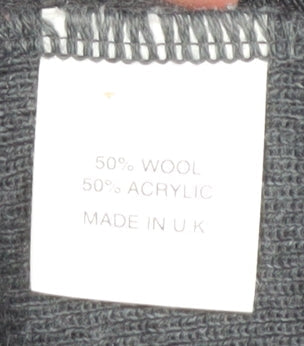 50% WOOL
50% ACRYLIC
MADE IN U K